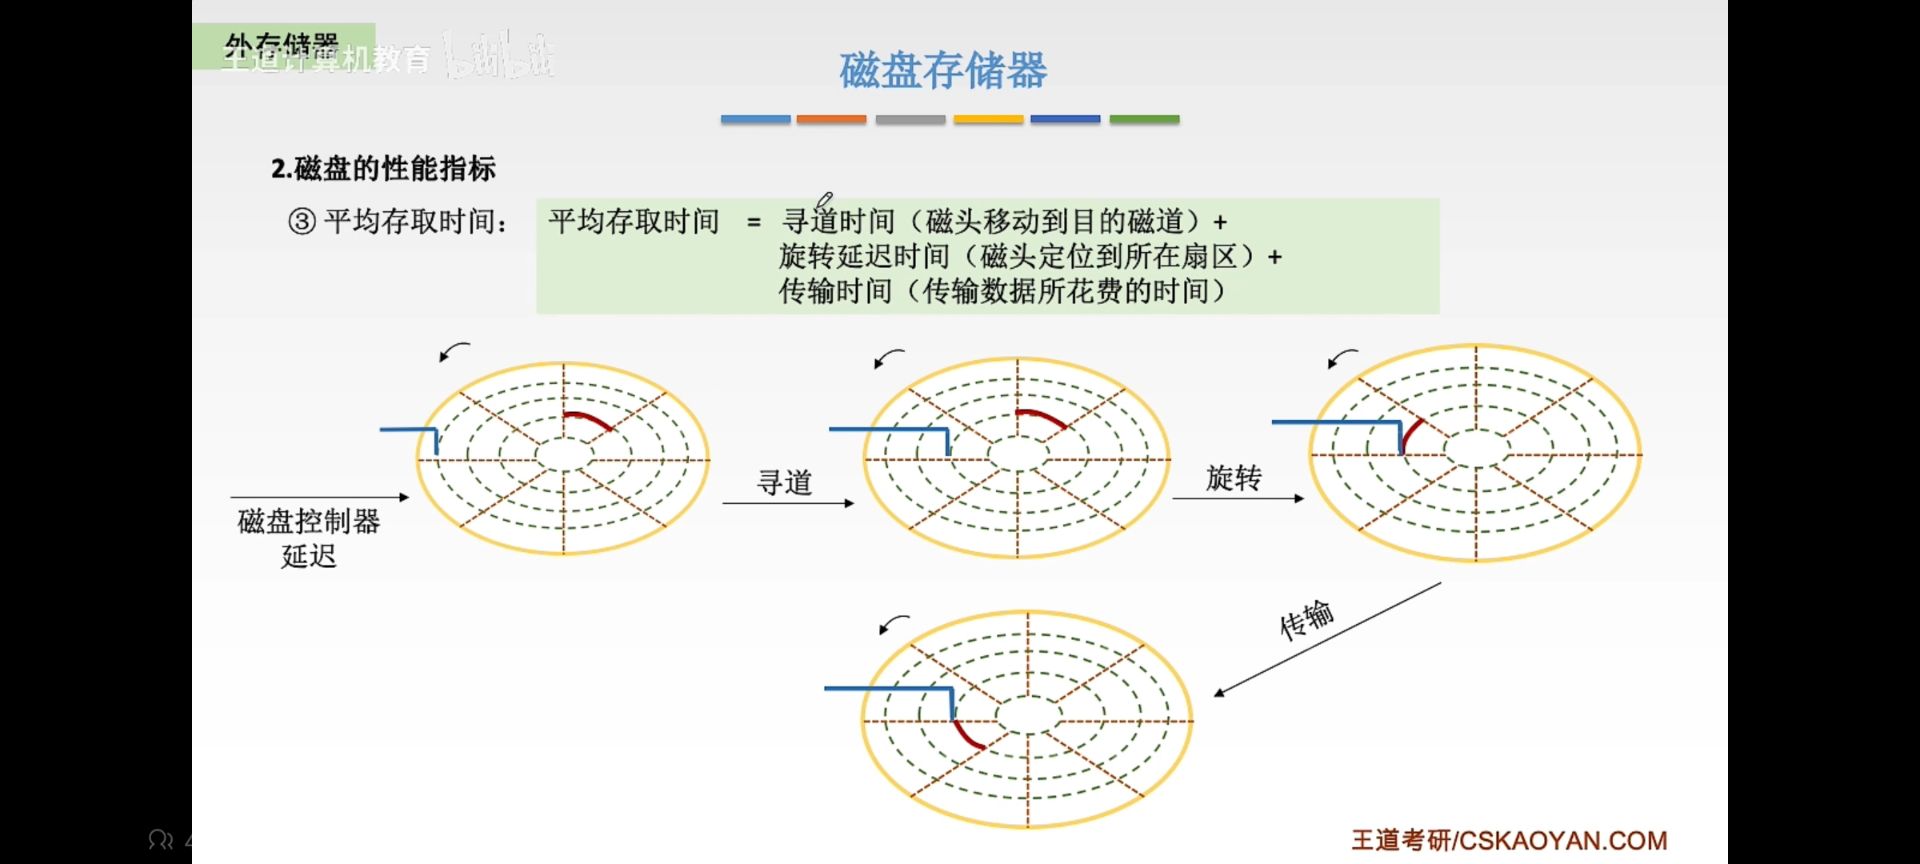 外存储器
王道计算机教育 bilibili
磁盘存储器
2.磁盘的性能指标
③ 平均存取时间：
平均存取时间 = 寻道时间（磁头移动到目的磁道）+
旋转延迟时间（磁头定位到所在扇区）+
传输时间（传输数据所花费的时间）
磁盘控制器
延迟
寻道
旋转
传输
王道考研/CSKAOYAN.COM